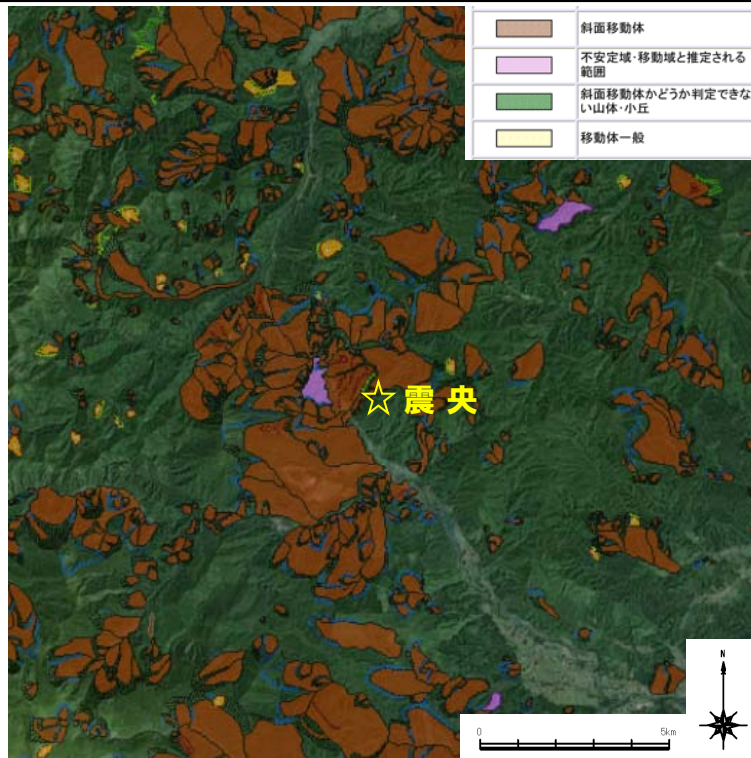 斜面移動体
不安定域・移動域と推定される
範囲
斜面移動体かどうか判定できな
い山体・小丘
移動体一般
☆震央
N
0 5km